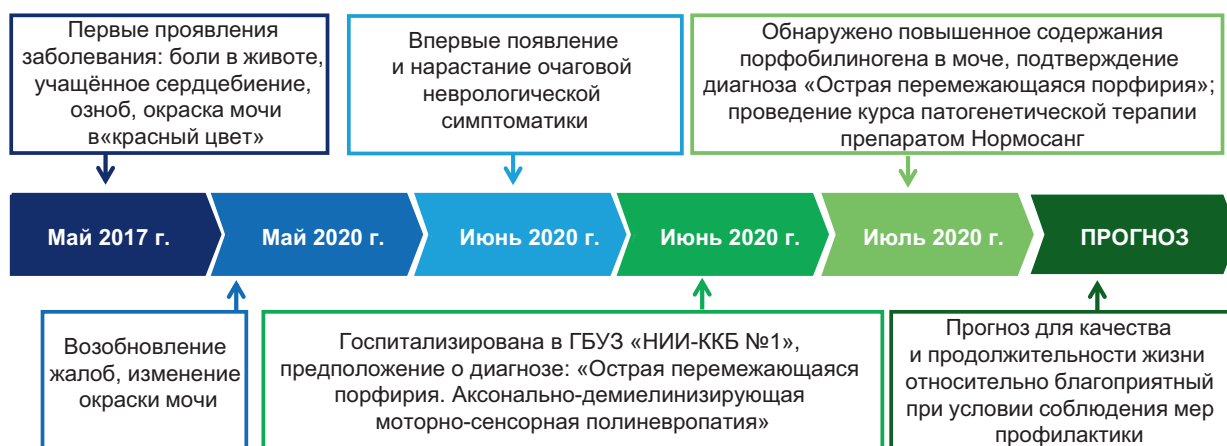 Первые проявления
заболевания: боли в животе,
учащённое сердцебиение,
озноб, окраска мочи
в«красный цвет»
Впервые появление
и нарастание очаговой
неврологической
симптоматики
Обнаружено повышенное содержания
порфобилиногена в моче, подтверждение
диагноза «Острая перемежающаяся порфирия»;
проведение курса патогенетической терапии
препаратом Нормосанг
Май 2017 г.
Май 2020 г.
Июнь 2020 г.
Июнь 2020 г.
Июль 2020 г.
ПРОГНОЗ
Возобновление
жалоб, изменение
окраски мочи
Госпитализирована в ГБУЗ «НИИ-ККБ №1»,
предположение о диагнозе: «Острая перемежающаяся
порфирия. Аксонально-демиелинизирующая
моторно-сенсорная полиневропатия»
Прогноз для качества
и продолжительности жизни
относительно благоприятный
при условии соблюдения мер
профилактики